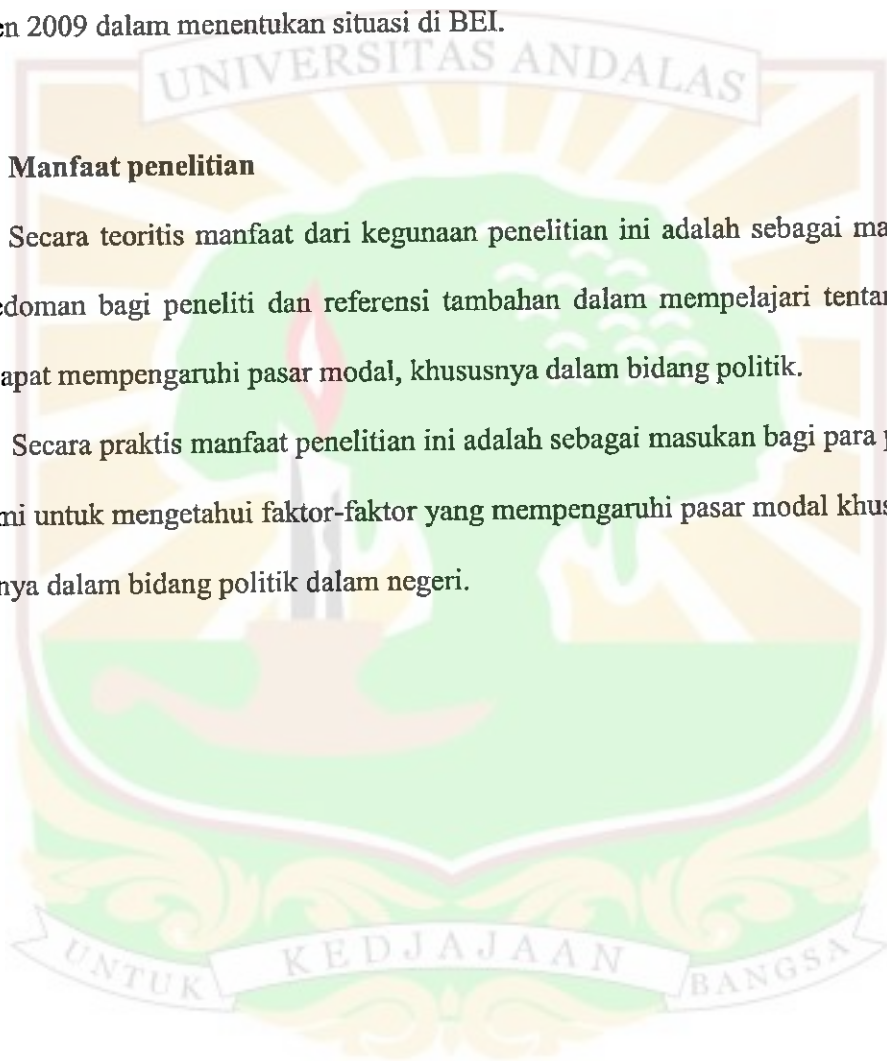 en 2009 dalam menentukan situasi di BEI.
UNIVERSITAS ANDALAS
Manfaat penelitian
Secara teoritis manfaat dari kegunaan penelitian ini adalah sebagai ma
edoman bagi peneliti dan referensi tambahan dalam mempelajari tentan
apat mempengaruhi pasar modal, khususnya dalam bidang politik.
Secara praktis manfaat penelitian ini adalah sebagai masukan bagi para p
mi untuk mengetahui faktor-faktor yang mempengaruhi pasar modal khus
nya dalam bidang politik dalam negeri.
UNTUK KEDJAJAAN BANGSA